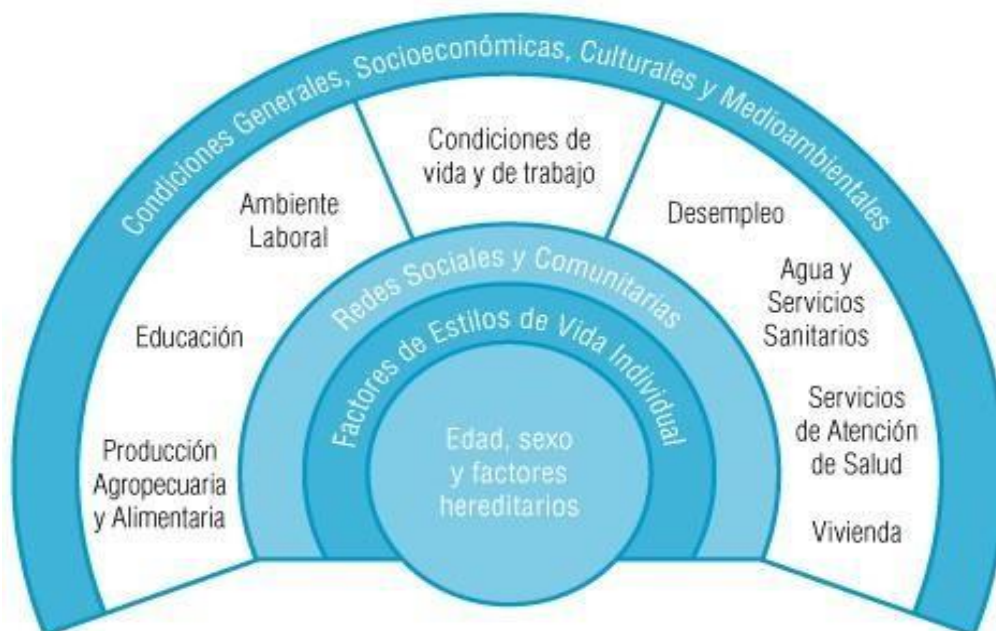 Condiciones Generales, Socioeconómicas, Culturales y Medioambientales
Condiciones de
vida y de trabajo
Ambiente
Laboral
Desempleo
Educación
Agua y
Servicios
Sanitarios
Producción
Agropecuaria
y Alimentaria
Servicios
de Atención
de Salud
Vivienda
Redes Sociales y Comunitarias
Factores de Estilos de Vida Individual
Edad, sexo
y factores
hereditarios